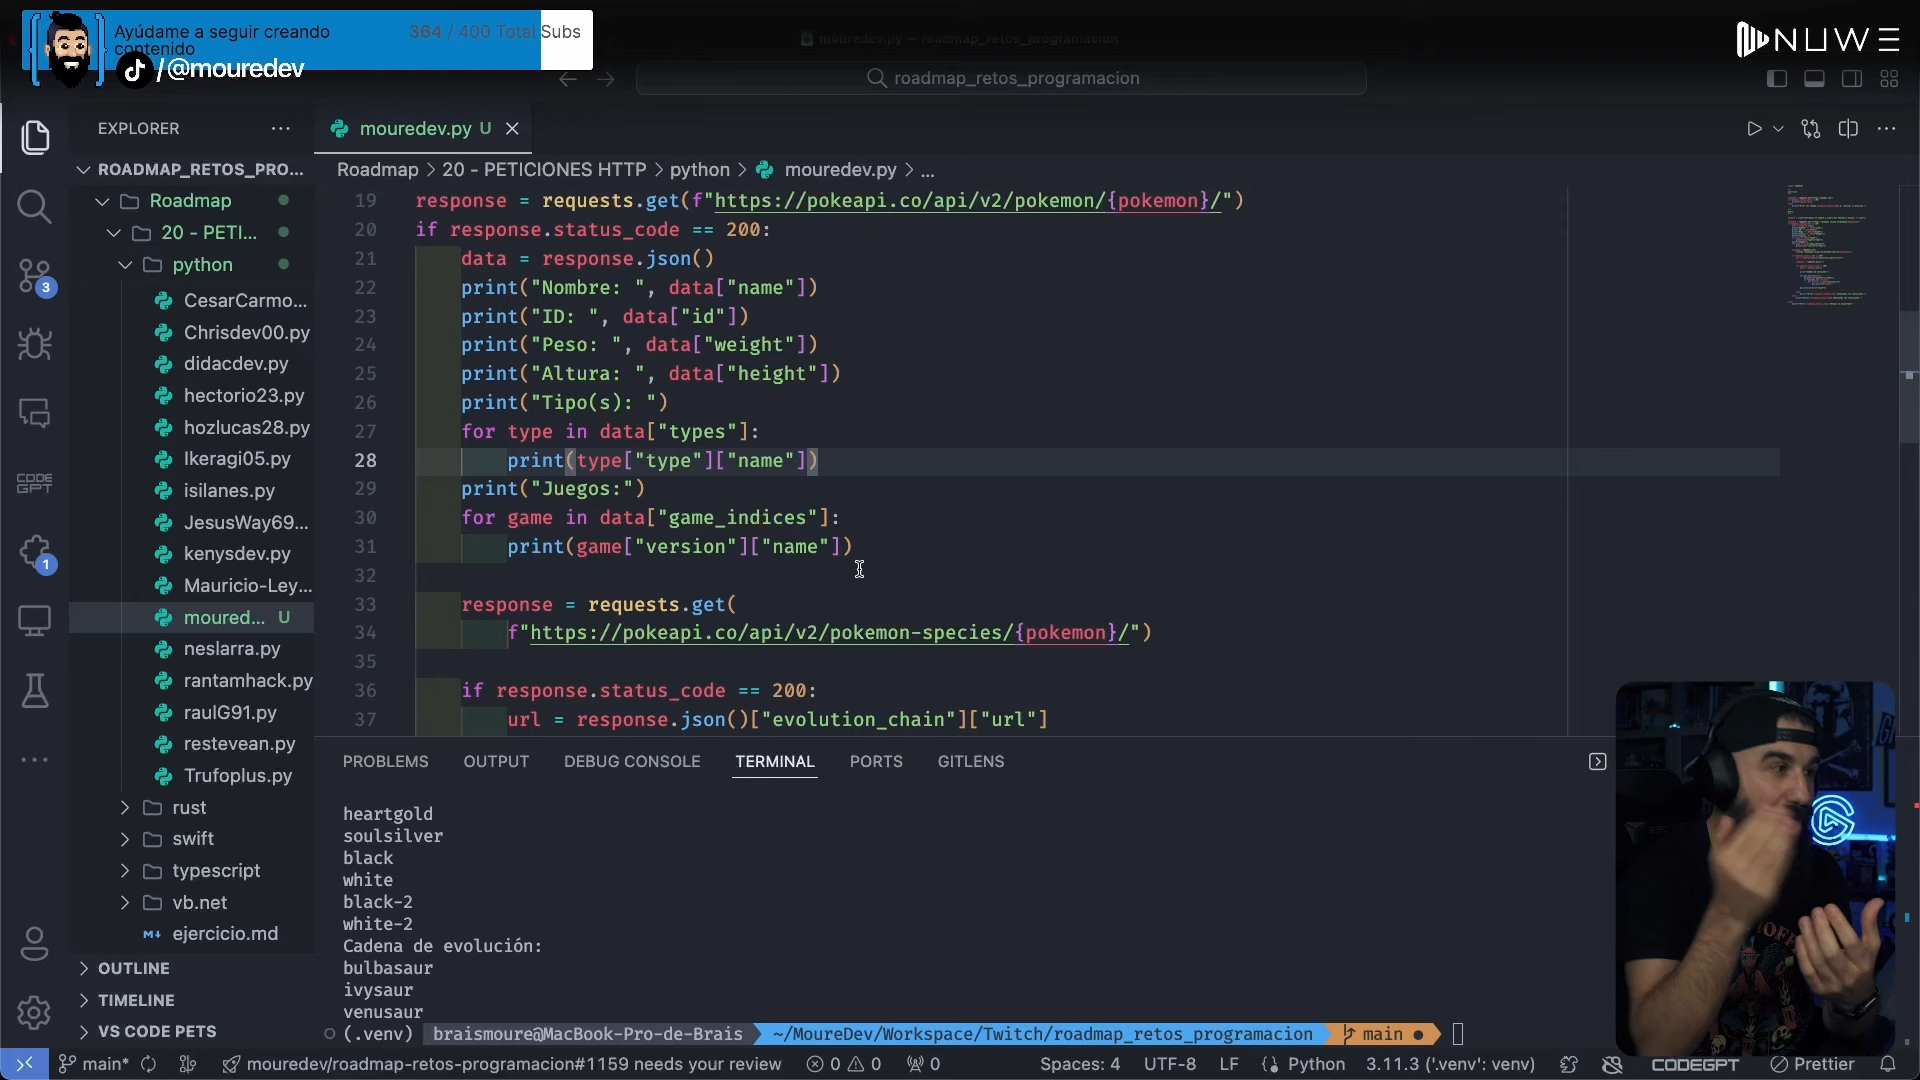 Ayúdame a seguir creando
contenido
364 / 400 Total Subs
/@mouredev
NUWE
mouredev.py — roadmap_retos_programacion
roadmap_retos_programacion
EXPLORER
mouredev.py U
ROADMAP_RETOS_PRO...
Roadmap > 20 - PETICIONES HTTP > python > mouredev.py > ...
Roadmap
20 - PETI...
python
CesarCarmo...
Chrisdev00.py
didacdev.py
hectorio23.py
hozlucas28.py
Ikeragi05.py
isilanes.py
JesusWay69...
kenysdev.py
Mauricio-Ley...
moured... U
neslarra.py
rantamhack.py
raulG91.py
restevean.py
Trufoplus.py
rust
swift
typescript
vb.net
ejercicio.md
OUTLINE
TIMELINE
VS CODE PETS
3
CODE
GPT
1
19 response = requests.get(f"https://pokeapi.co/api/v2/pokemon/{pokemon}/")
20 if response.status_code == 200:
21 data = response.json()
22 print("Nombre: ", data["name"])
23 print("ID: ", data["id"])
24 print("Peso: ", data["weight"])
25 print("Altura: ", data["height"])
26 print("Tipo(s): ")
27 for type in data["types"]:
28 print(type["type"]["name"])
29 print("Juegos:")
30 for game in data["game_indices"]:
31 print(game["version"]["name"])
32
33 response = requests.get(
34 f"https://pokeapi.co/api/v2/pokemon-species/{pokemon}/")
35
36 if response.status_code == 200:
37 url = response.json()["evolution_chain"]["url"]
PROBLEMS OUTPUT DEBUG CONSOLE TERMINAL PORTS GITLENS
heartgold
soulsilver
black
white
black-2
white-2
Cadena de evolución:
bulbasaur
ivysaur
venusaur
(.venv) braismoure@MacBook-Pro-de-Brais ~/MoureDev/Workspace/Twitch/roadmap_retos_programacion main
main* mouredev/roadmap-retos-programacion#1159 needs your review 0 0 0 Spaces: 4 UTF-8 LF Python 3.11.3 ('.venv': venv) CODEGPT Prettier